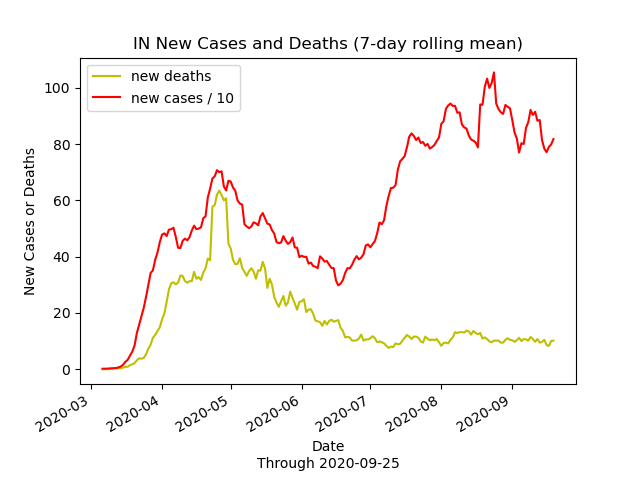 IN New Cases and Deaths (7-day rolling mean)
new deaths
new cases / 10
New Cases or Deaths
100
80
60
40
20
0
2020-03
2020-04
2020-05
2020-06
2020-07
2020-08
2020-09
Date
Through 2020-09-25